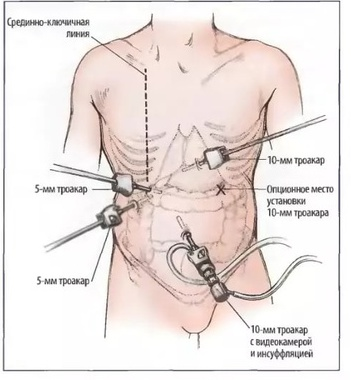 Срединно-ключичная
линия
10-мм троакар
5-мм троакар
Опционное место
установки
10-мм троакара
5-мм троакар
10-мм троакар
с видеокамерой
и инсуффляцией